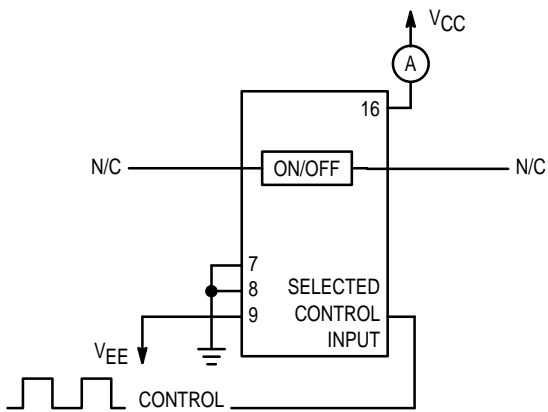 VCC
A
16
N/C ON/OFF N/C
7
8 SELECTED
CONTROL
9 INPUT
VEE
CONTROL